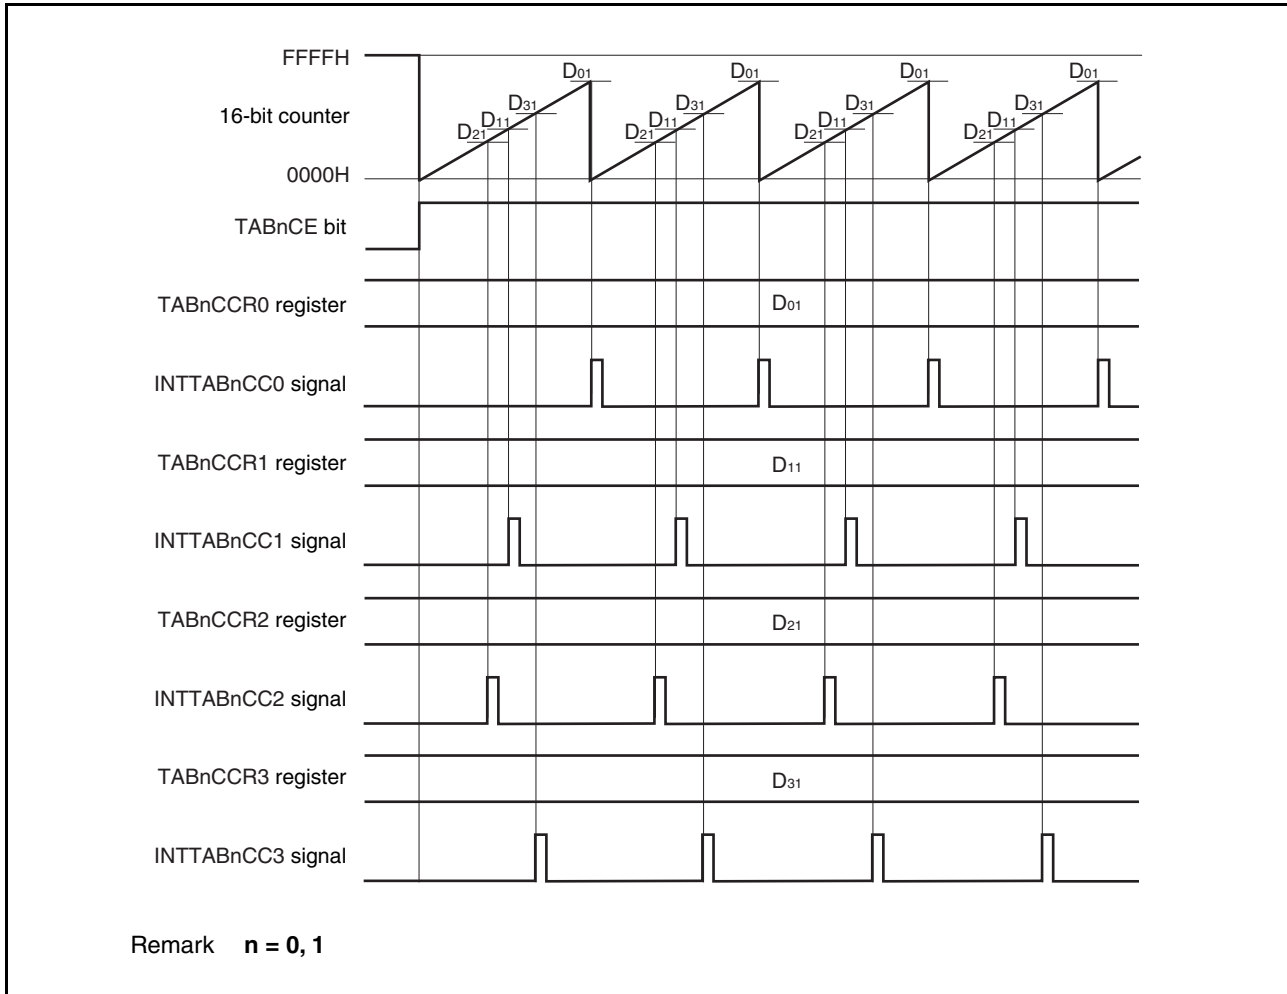 FFFFH
D01 D01 D01 D01
D31 D31 D31 D31
16-bit counter
D11 D11 D11 D11
D21 D21 D21 D21
0000H
TABnCE bit
TABnCCR0 register D01
INTTABnCC0 signal
TABnCCR1 register D11
INTTABnCC1 signal
TABnCCR2 register D21
INTTABnCC2 signal
TABnCCR3 register D31
INTTABnCC3 signal
Remark n = 0, 1